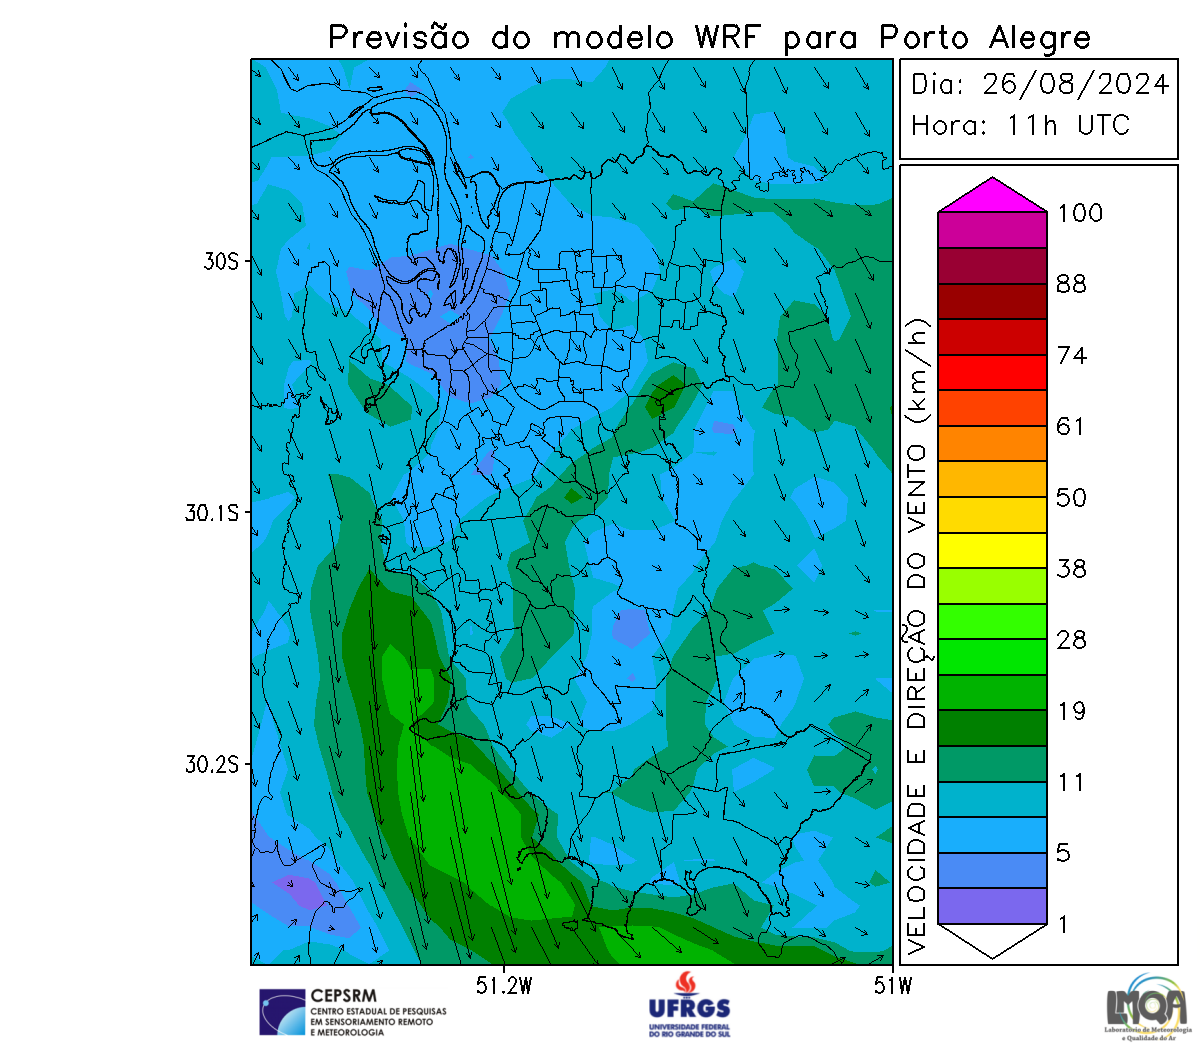 Previsão do modelo WRF para Porto Alegre
Dia: 26/08/2024
Hora: 11h UTC
30S
30.1S
30.2S
51.2W
51W
VELOCIDADE E DIREÇÃO DO VENTO (km/h)
100
88
74
61
50
38
28
19
11
5
1
CEPSRM
CENTRO ESTADUAL DE PESQUISAS
EM SENSORIAMENTO REMOTO
E METEOROLOGIA
UFRGS
UNIVERSIDADE FEDERAL
DO RIO GRANDE DO SUL
LMQA
Laboratório de Meteorologia
e Qualidade do Ar